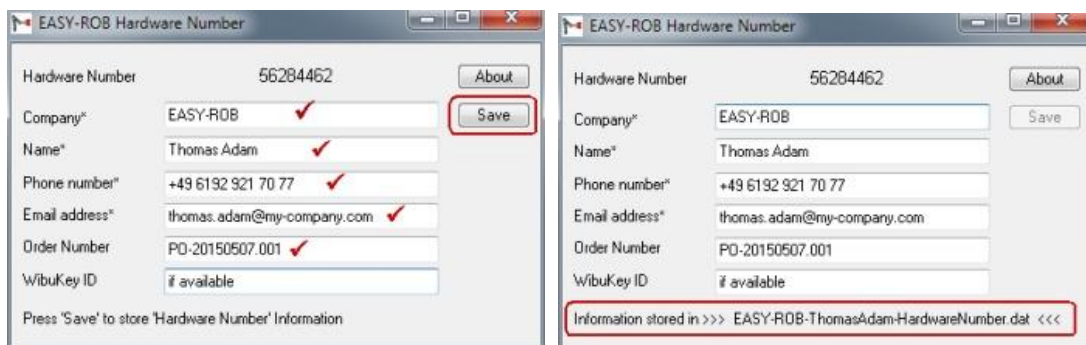 EASY-ROB Hardware Number
Hardware Number 56284462 About
Company* EASY-ROB Save
Name* Thomas Adam
Phone number* +49 6192 921 70 77
Email address* thomas.adam@my-company.com
Order Number PO-20150507.001
WibuKey ID if available
Press 'Save' to store 'Hardware Number' Information
EASY-ROB Hardware Number
Hardware Number 56284462 About
Company* EASY-ROB Save
Name* Thomas Adam
Phone number* +49 6192 921 70 77
Email address* thomas.adam@my-company.com
Order Number PO-20150507.001
WibuKey ID if available
Information stored in >>> EASY-ROB-ThomasAdam-HardwareNumber.dat <<<